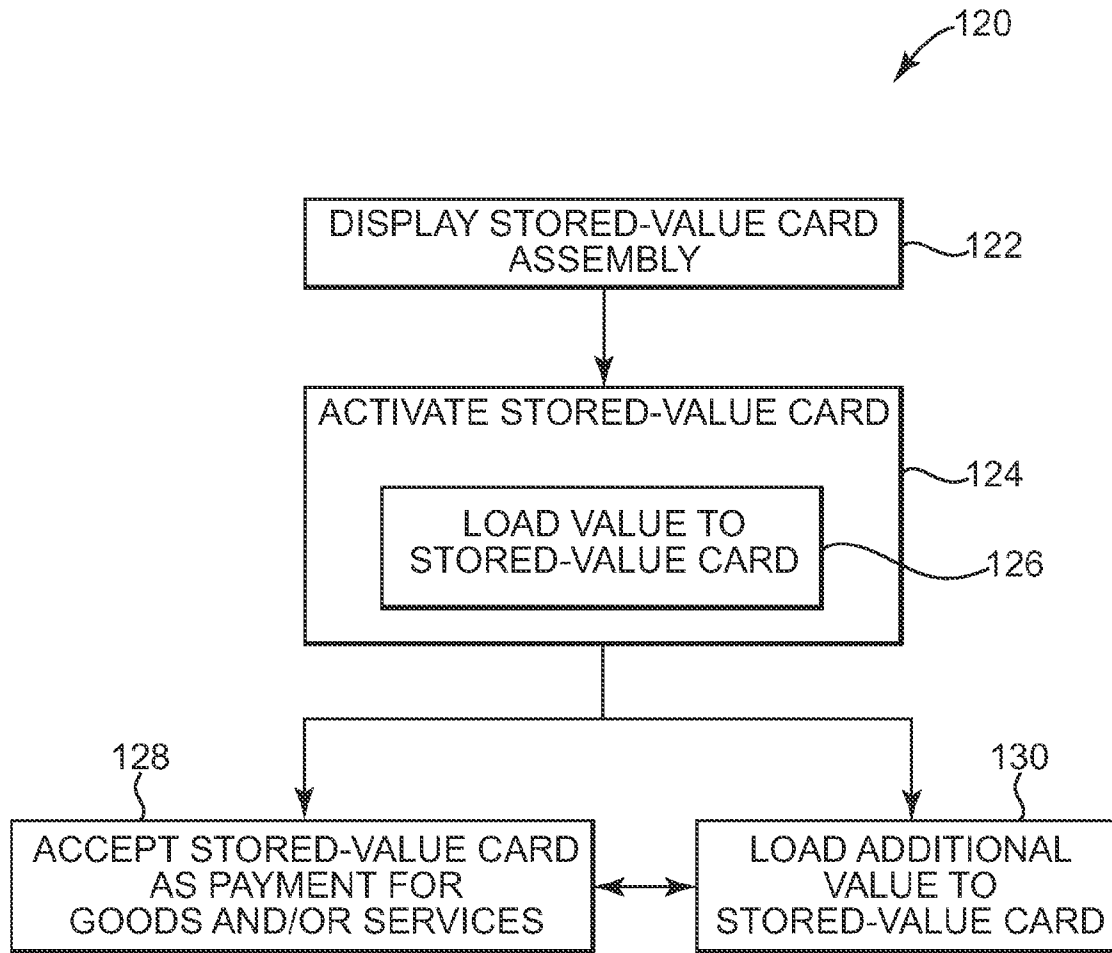 120
DISPLAY STORED-VALUE CARD
ASSEMBLY
122
ACTIVATE STORED-VALUE CARD
124
LOAD VALUE TO
STORED-VALUE CARD
126
128
130
ACCEPT STORED-VALUE CARD
AS PAYMENT FOR
GOODS AND/OR SERVICES
LOAD ADDITIONAL
VALUE TO
STORED-VALUE CARD